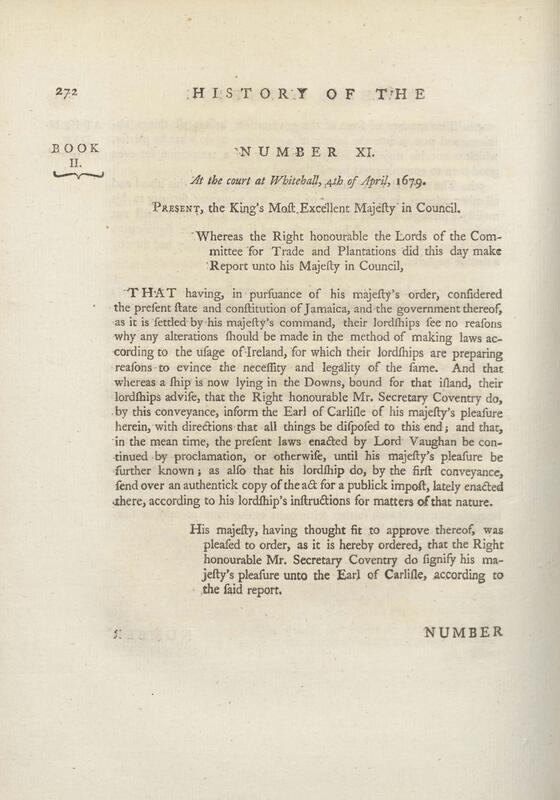 272 HISTORY OF THE
BOOK
II.
NUMBER XI.
At the court at Whitehall, 4th of April, 1679.
PRESENT, the King's Moſt Excellent Majeſty in Council.
Whereas the Right honourable the Lords of the Com-
mittee for Trade and Plantations did this day make
Report unto his Majeſty in Council,
THAT having, in purſuance of his majeſty's order, conſidered
the preſent ſtate and conſtitution of Jamaica, and the government thereof,
as it is ſettled by his majeſty's command, their lordſhips ſee no reaſons
why any alterations ſhould be made in the method of making laws ac-
cording to the uſage of Ireland, for which their lordſhips are preparing
reaſons to evince the neceſſity and legality of the ſame. And that
whereas a ſhip is now lying in the Downs, bound for that iſland, their
lordſhips adviſe, that the Right honourable Mr. Secretary Coventry do,
by this conveyance, inform the Earl of Carliſle of his majeſty's pleaſure
herein, with directions that all things be diſpoſed to this end; and that,
in the mean time, the preſent laws enacted by Lord Vaughan be con-
tinued by proclamation, or otherwiſe, until his majeſty's pleaſure be
further known; as alſo that his lordſhip do, by the firſt conveyance,
ſend over an authentick copy of the act for a publick impoſt, lately enacted
there, according to his lordſhip's inſtructions for matters of that nature.
His majeſty, having thought fit to approve thereof, was
pleaſed to order, as it is hereby ordered, that the Right
honourable Mr. Secretary Coventry do ſignify his ma-
jeſty's pleaſure unto the Earl of Carliſle, according to
the ſaid report.
NUMBER